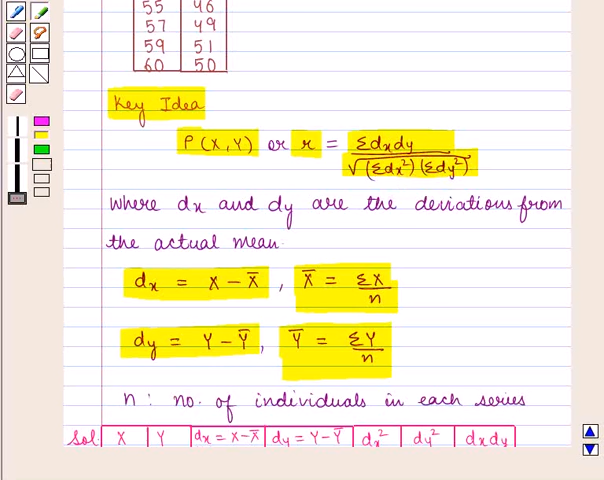 55 46
57 49
59 51
60 50
Key Idea
P (X, Y) or r = Σdxdy / √(Σdx²)(Σdy²)
where dx and dy are the deviations from
the actual mean.
dx = X - X̄ , X̄ = ΣX / n
dy = Y - Ȳ , Ȳ = ΣY / n
n : no. of individuals in each series
Sol. X Y dx = X-X̄ dy = Y-Ȳ dx² dy² dxdy